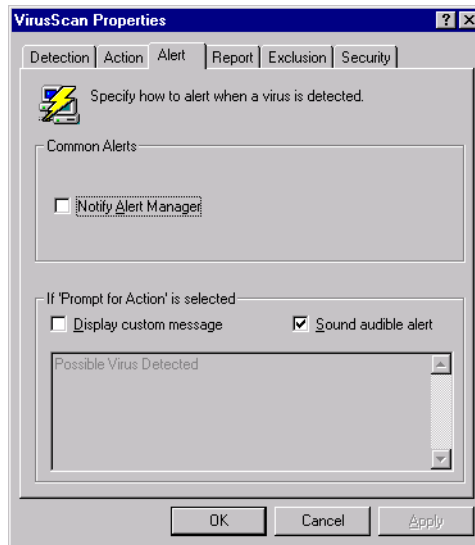 VirusScan Properties
Detection Action Alert Report Exclusion Security
Specify how to alert when a virus is detected.
Common Alerts
Notify Alert Manager
If 'Prompt for Action' is selected
Display custom message Sound audible alert
Possible Virus Detected
OK Cancel Apply